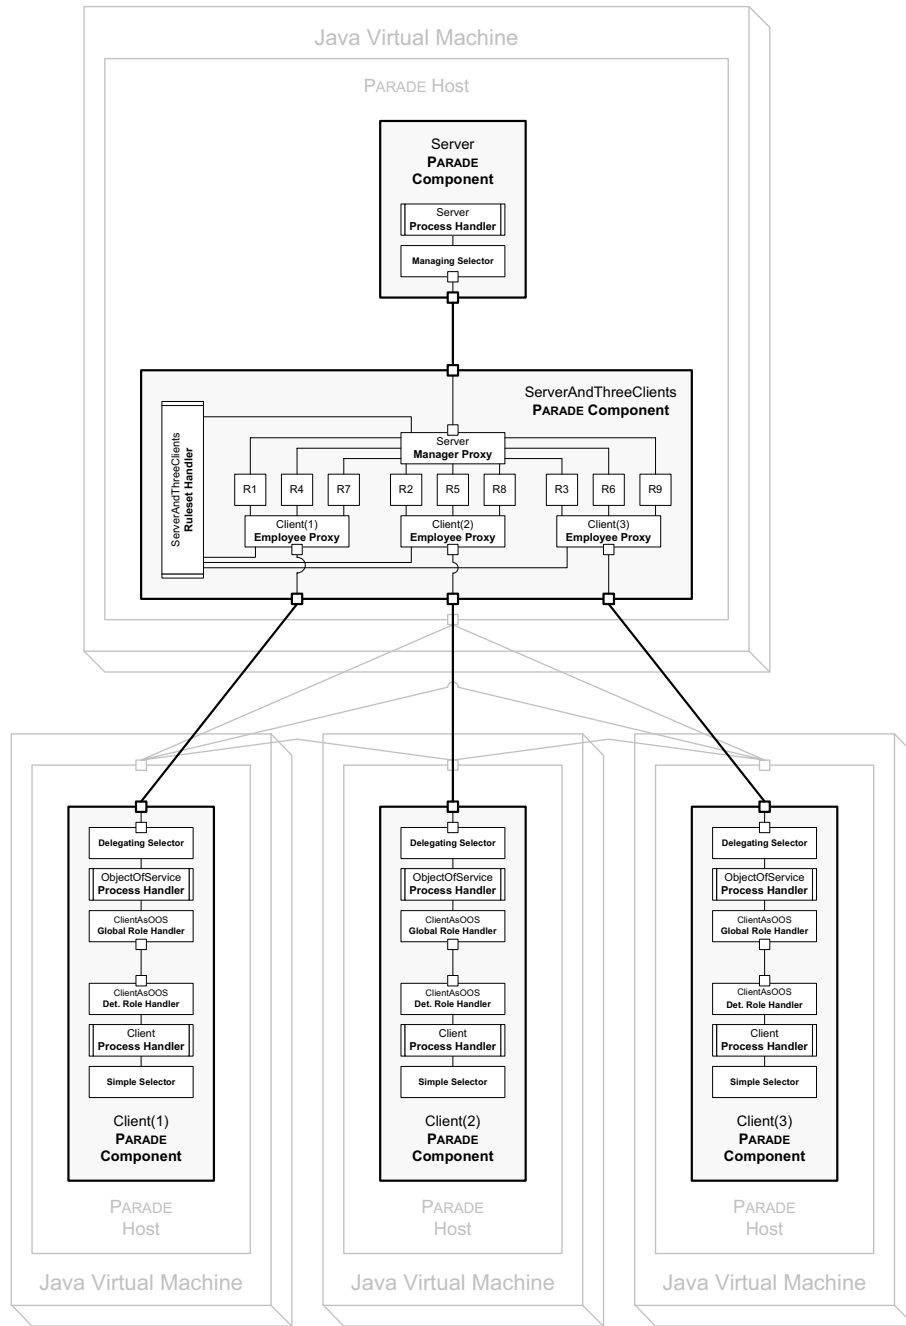 Java Virtual Machine
PARADE Host
Server
PARADE
Component
Server
Process Handler
Managing Selector
ServerAndThreeClients
PARADE Component
ServerAndThreeClients
Ruleset Handler
Server
Manager Proxy
R1
R4
R7
R2
R5
R8
R3
R6
R9
Client(1)
Employee Proxy
Client(2)
Employee Proxy
Client(3)
Employee Proxy
Delegating Selector
ObjectOfService
Process Handler
ClientAsOOS
Global Role Handler
ClientAsOOS
Det. Role Handler
Client
Process Handler
Simple Selector
Client(1)
PARADE
Component
PARADE
Host
Java Virtual Machine
Delegating Selector
ObjectOfService
Process Handler
ClientAsOOS
Global Role Handler
ClientAsOOS
Det. Role Handler
Client
Process Handler
Simple Selector
Client(2)
PARADE
Component
PARADE
Host
Java Virtual Machine
Delegating Selector
ObjectOfService
Process Handler
ClientAsOOS
Global Role Handler
ClientAsOOS
Det. Role Handler
Client
Process Handler
Simple Selector
Client(3)
PARADE
Component
PARADE
Host
Java Virtual Machine